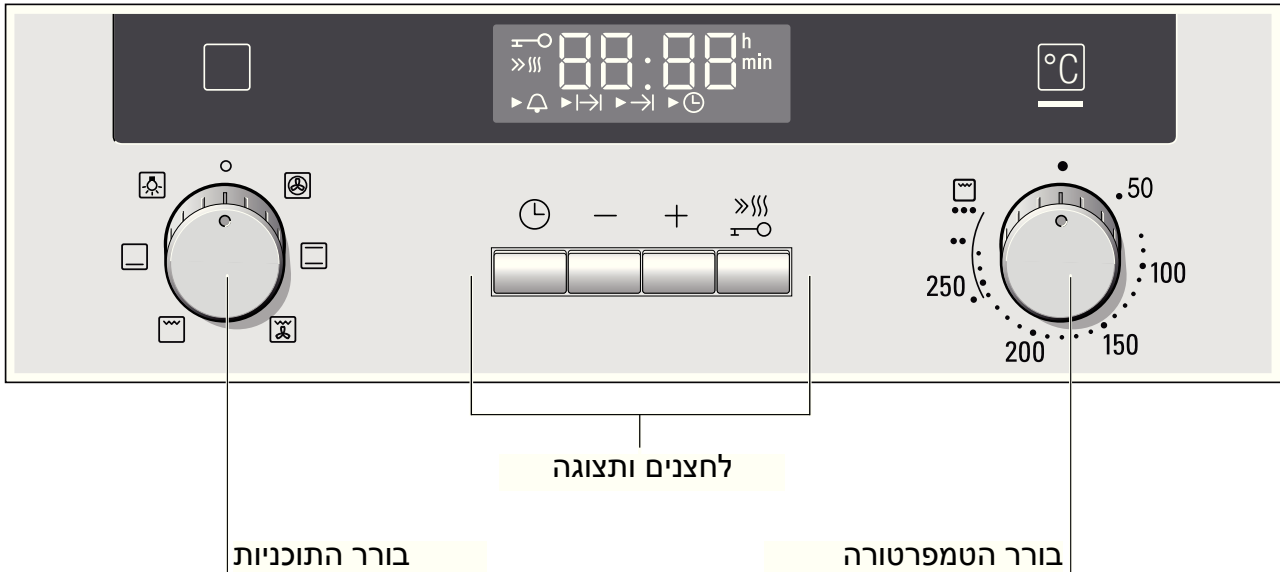 88:88 h
min
°C
50
100
150
200
250
לחצנים ותצוגה
בורר הטמפרטורה
בורר התוכניות